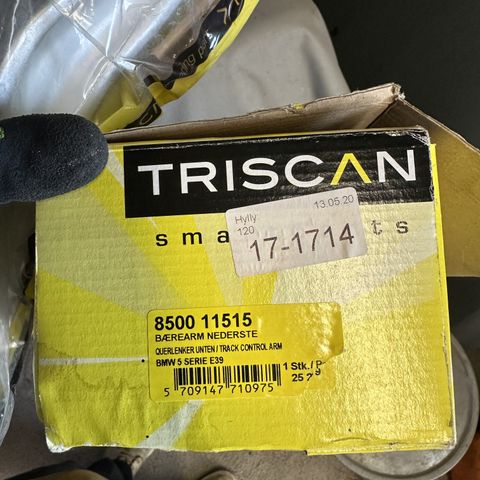 TRISCAN
Hylly 13.05.20
120
17-1714
8500 11515
BÆREARM NEDERSTE
QUERLENKER UNTEN / TRACK CONTROL ARM
BMW 5 SERIE E39
1 Stk./
5 709147 710975